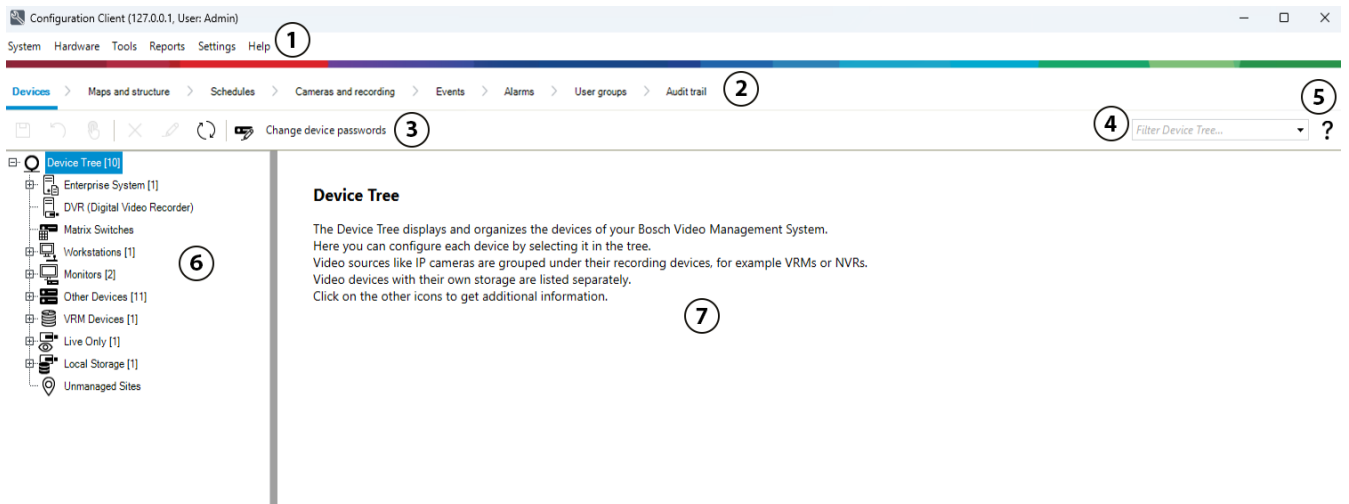 Configuration Client (127.0.0.1, User: Admin)
System Hardware Tools Reports Settings Help 1
Devices Maps and structure Schedules Cameras and recording Events Alarms User groups Audit trail 2
5
Change device passwords 3
4 Filter Device Tree... ?
Device Tree [10]
Enterprise System [1]
DVR (Digital Video Recorder)
Matrix Switches
Workstations [1]
Monitors [2]
Other Devices [11]
VRM Devices [1]
Live Only [1]
Local Storage [1]
Unmanaged Sites
6
Device Tree
The Device Tree displays and organizes the devices of your Bosch Video Management System.
Here you can configure each device by selecting it in the tree.
Video sources like IP cameras are grouped under their recording devices, for example VRMs or NVRs.
Video devices with their own storage are listed separately.
Click on the other icons to get additional information.
7